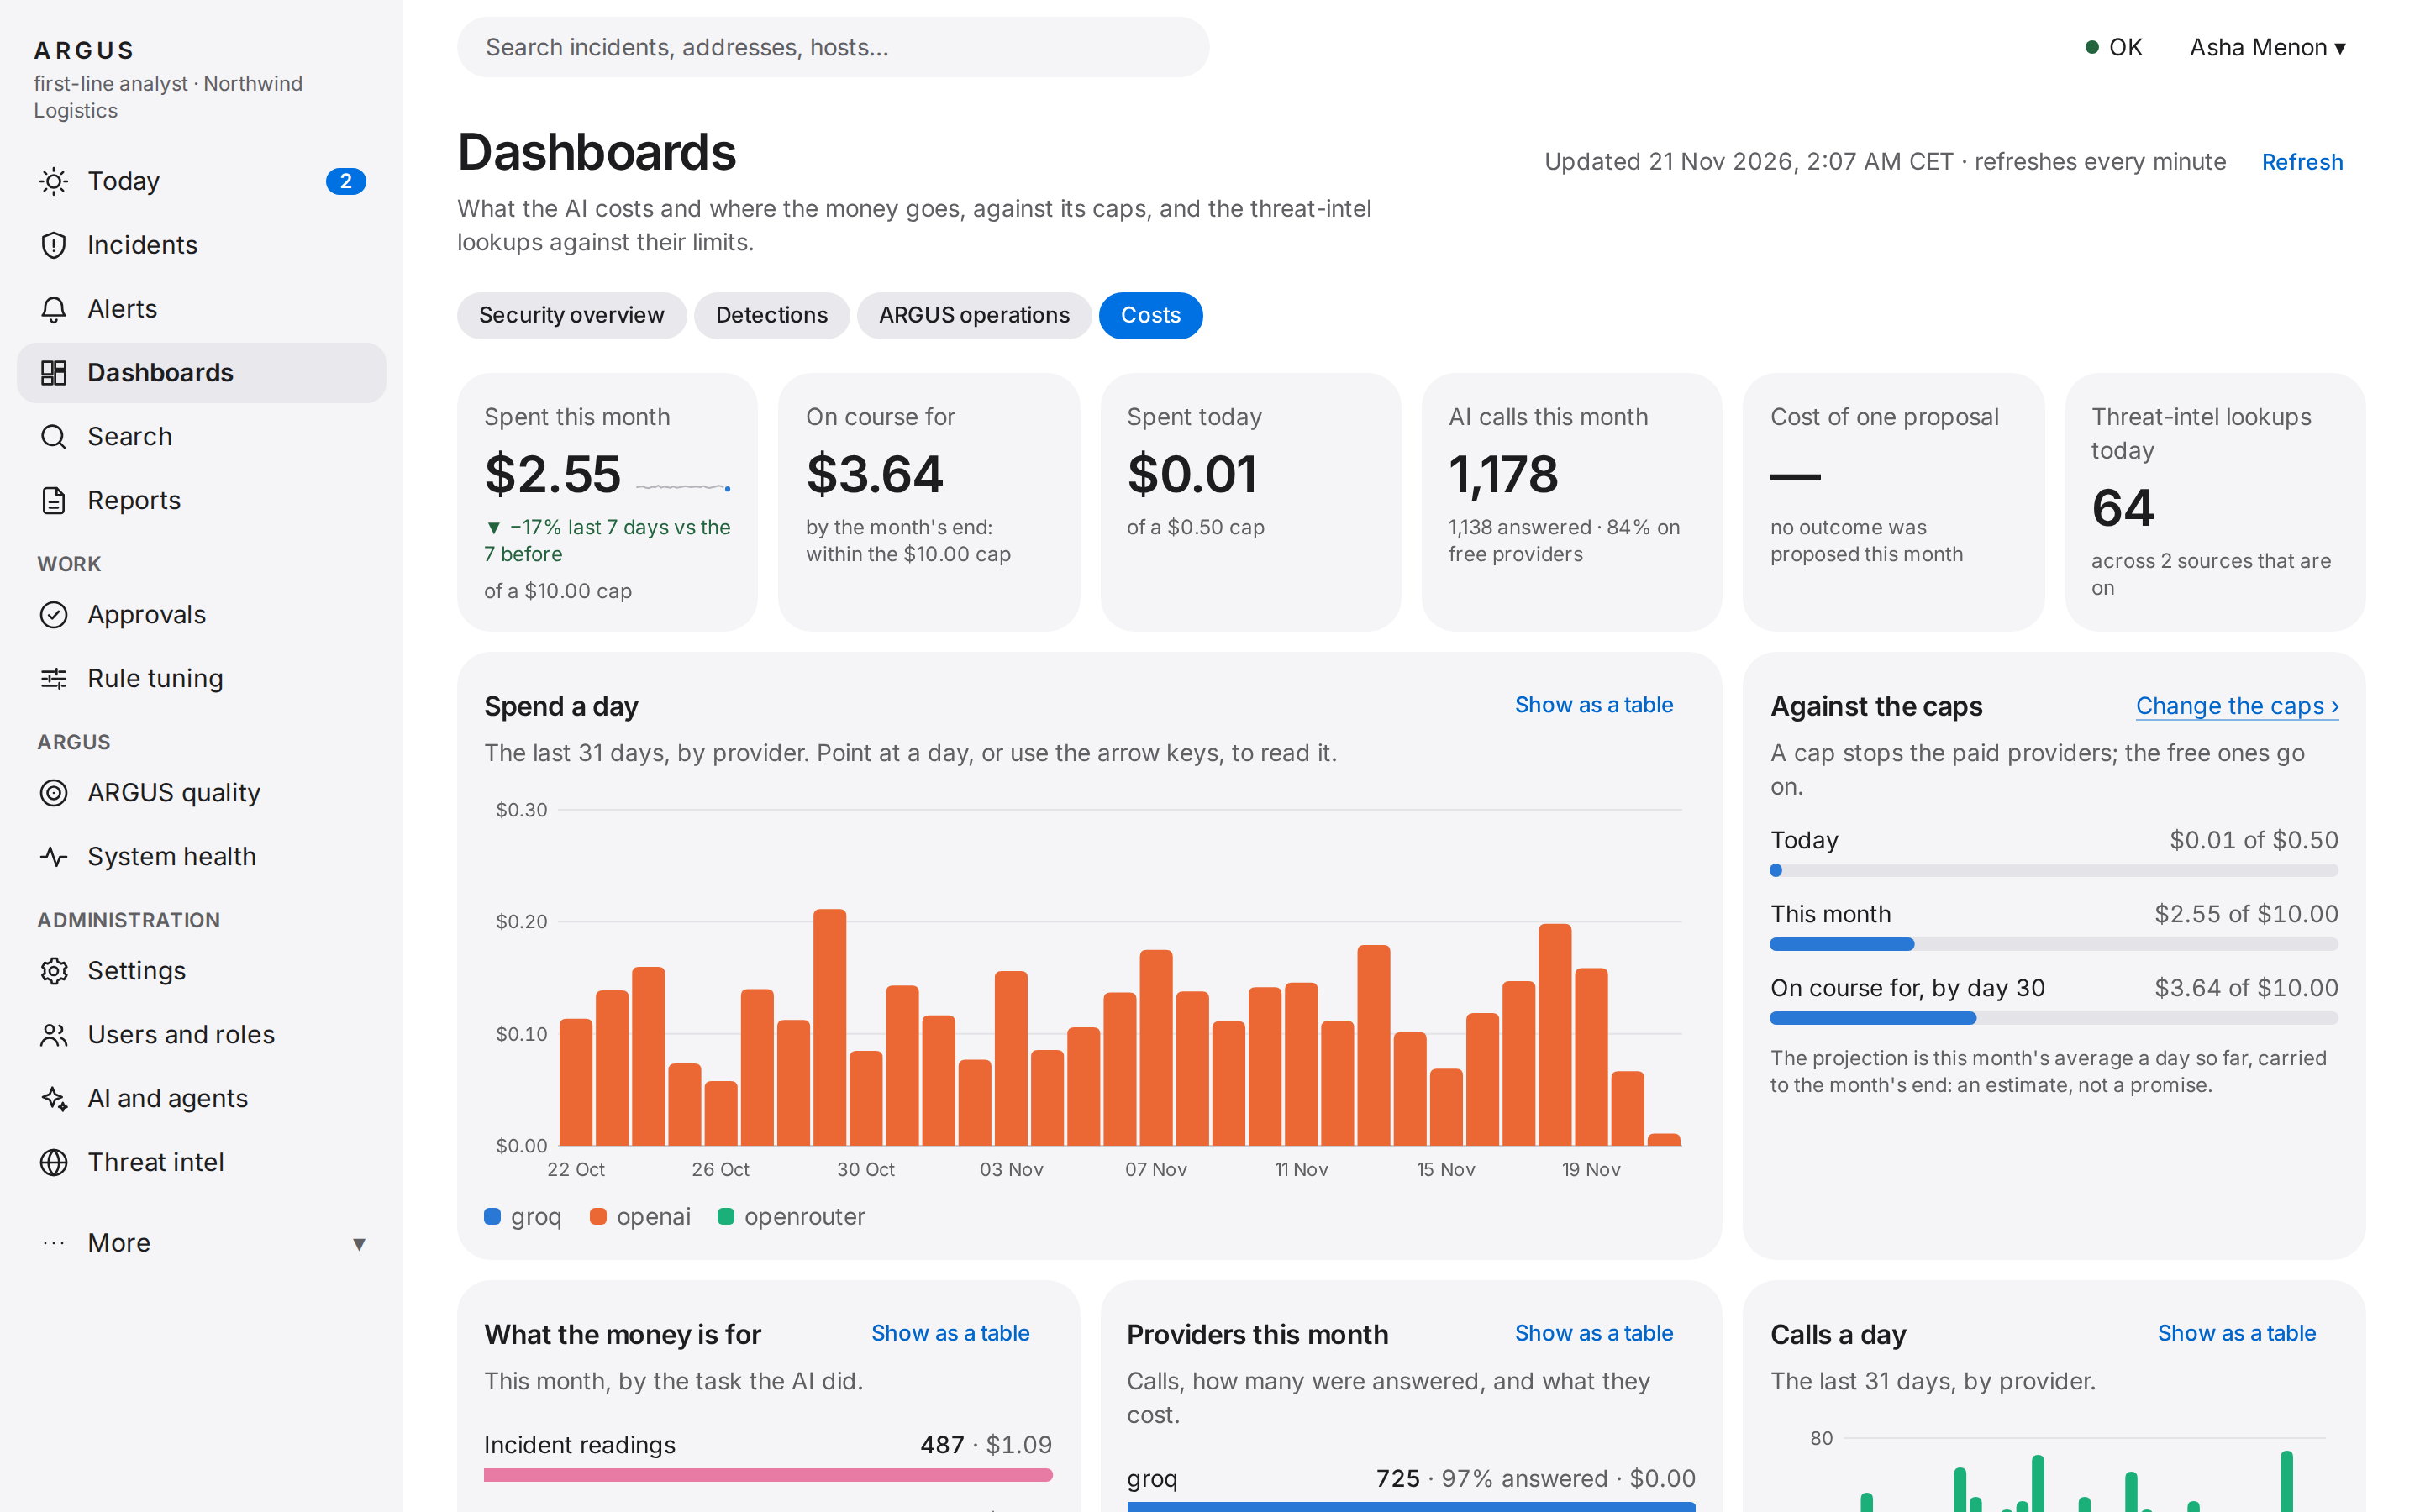 ARGUS
first-line analyst · Northwind
Logistics
Today 2
Incidents
Alerts
Dashboards
Search
Reports
WORK
Approvals
Rule tuning
ARGUS
ARGUS quality
System health
ADMINISTRATION
Settings
Users and roles
AI and agents
Threat intel
More ▾
Search incidents, addresses, hosts...
OK
Asha Menon ▾
Dashboards
Updated 21 Nov 2026, 2:07 AM CET · refreshes every minute
Refresh
What the AI costs and where the money goes, against its caps, and the threat-intel
lookups against their limits.
Security overview
Detections
ARGUS operations
Costs
Spent this month
$2.55
▼ −17% last 7 days vs the
7 before
of a $10.00 cap
On course for
$3.64
by the month's end:
within the $10.00 cap
Spent today
$0.01
of a $0.50 cap
AI calls this month
1,178
1,138 answered · 84% on
free providers
Cost of one proposal
—
no outcome was
proposed this month
Threat-intel lookups
today
64
across 2 sources that are
on
Spend a day
Show as a table
The last 31 days, by provider. Point at a day, or use the arrow keys, to read it.
$0.30
$0.20
$0.10
$0.00
22 Oct 26 Oct 30 Oct 03 Nov 07 Nov 11 Nov 15 Nov 19 Nov
groq openai openrouter
Against the caps
Change the caps ›
A cap stops the paid providers; the free ones go
on.
Today $0.01 of $0.50
This month $2.55 of $10.00
On course for, by day 30 $3.64 of $10.00
The projection is this month's average a day so far, carried
to the month's end: an estimate, not a promise.
What the money is for
Show as a table
This month, by the task the AI did.
Incident readings 487 · $1.09
Providers this month
Show as a table
Calls, how many were answered, and what they
cost.
groq 725 · 97% answered · $0.00
Calls a day
Show as a table
The last 31 days, by provider.
80